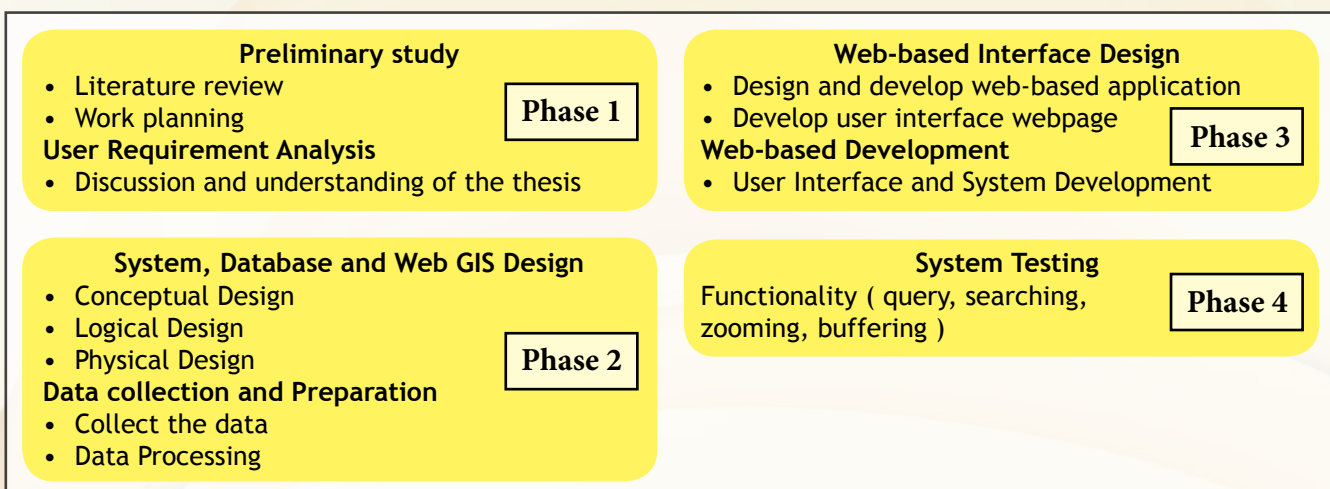 Preliminary study
• Literature review
• Work planning
Phase 1
User Requirement Analysis
• Discussion and understanding of the thesis
System, Database and Web GIS Design
• Conceptual Design
• Logical Design
• Physical Design
Phase 2
Data collection and Preparation
• Collect the data
• Data Processing
Web-based Interface Design
• Design and develop web-based application
• Develop user interface webpage
Phase 3
Web-based Development
• User Interface and System Development
System Testing
Functionality ( query, searching,
zooming, buffering )
Phase 4